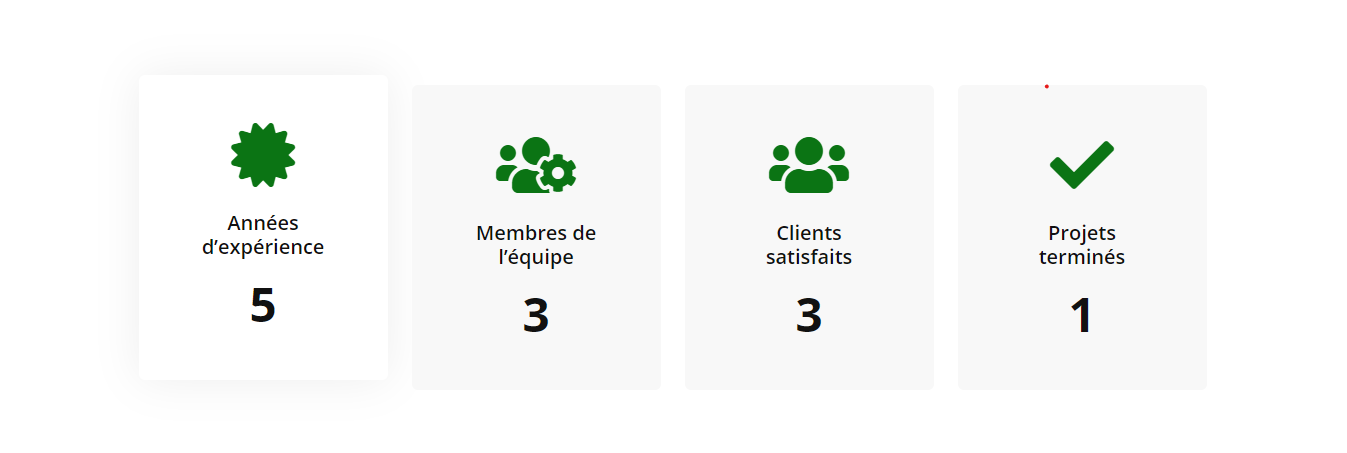 Années
d’expérience
5
Membres de
l’équipe
3
Clients
satisfaits
3
Projets
terminés
1